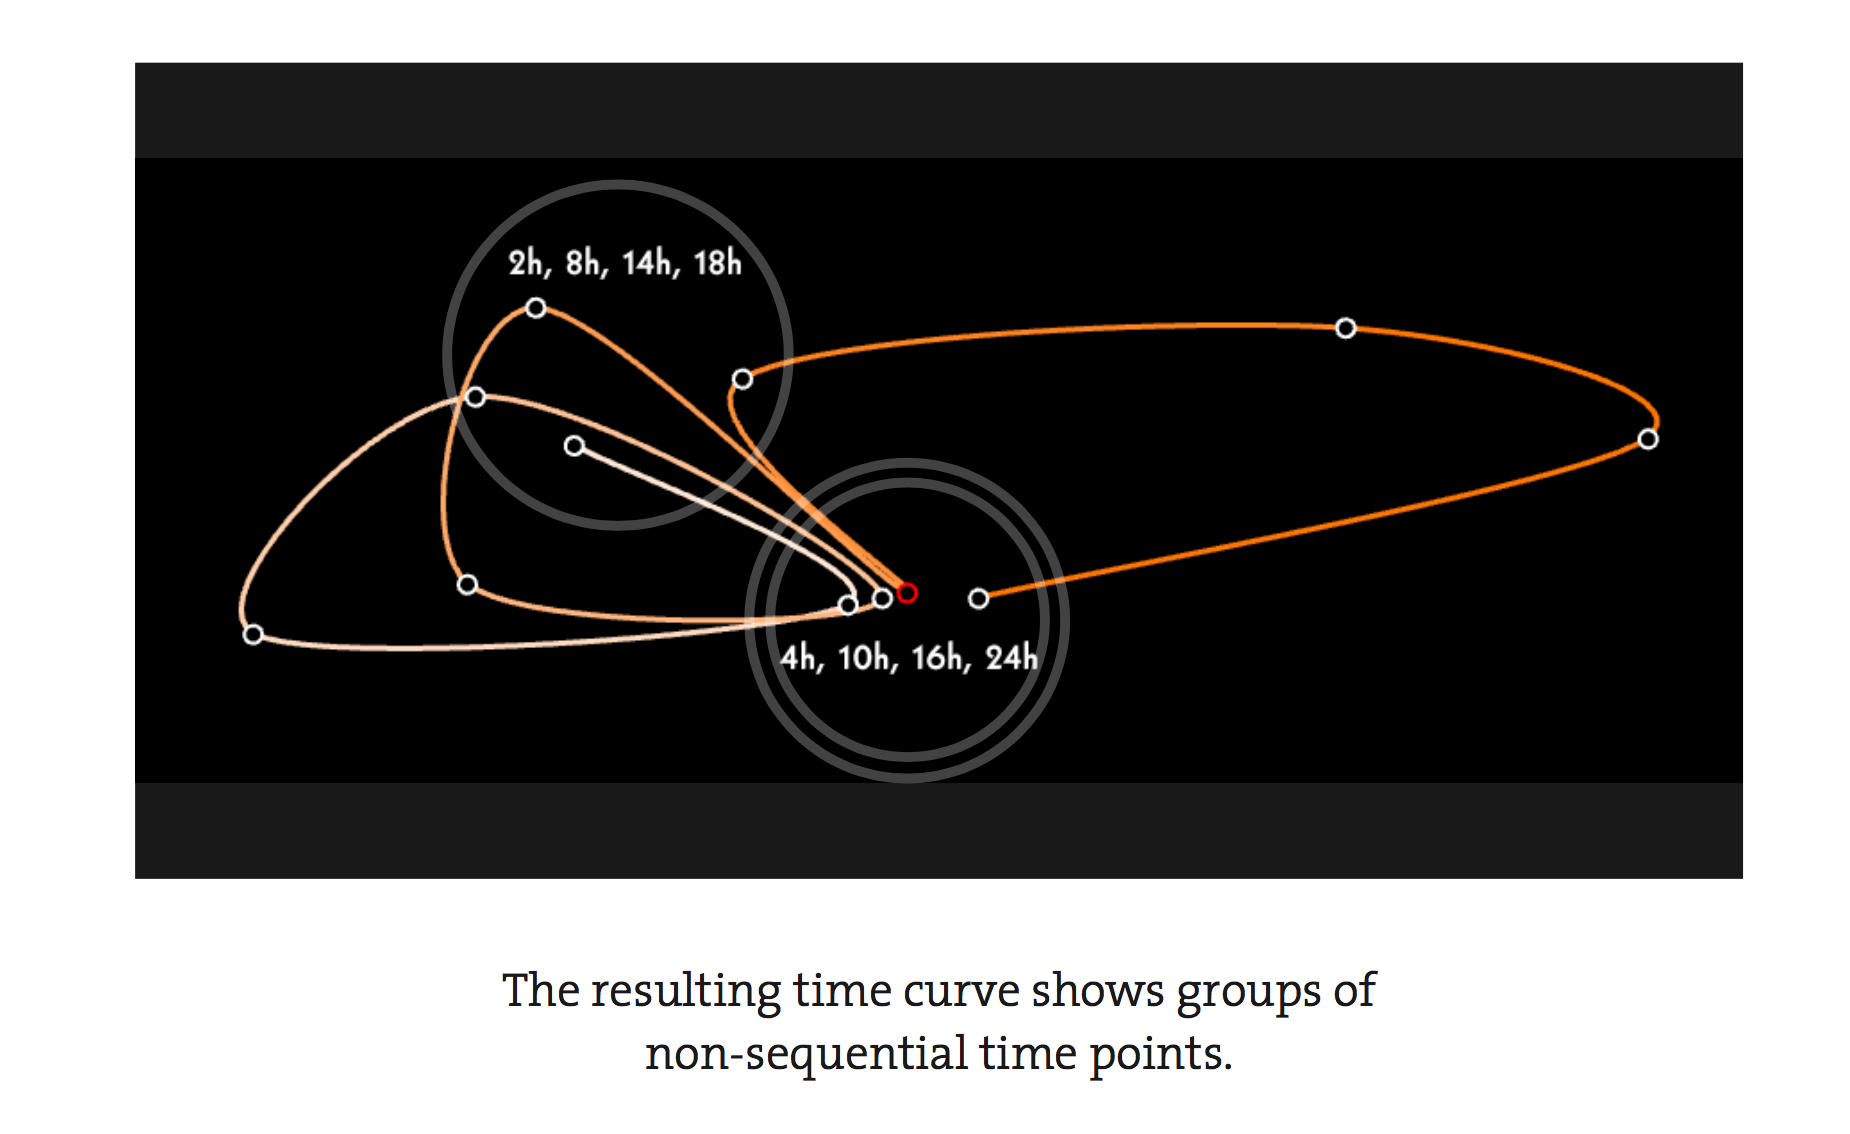 2h, 8h, 14h, 18h
4h, 10h, 16h, 24h
The resulting time curve shows groups of
non-sequential time points.